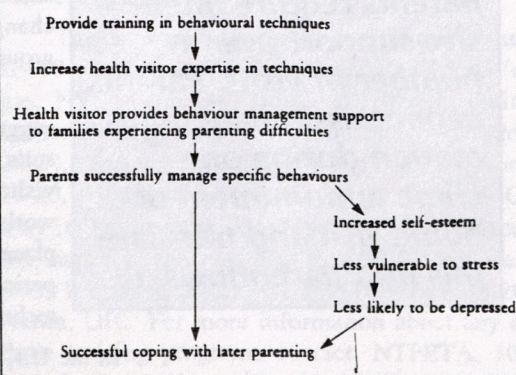 Provide training in behavioural techniques
Increase health visitor expertise in techniques
Health visitor provides behaviour management support
to families experiencing parenting difficulties
Parents successfully manage specific behaviours
Increased self-esteem
Less vulnerable to stress
Less likely to be depressed
Successful coping with later parenting